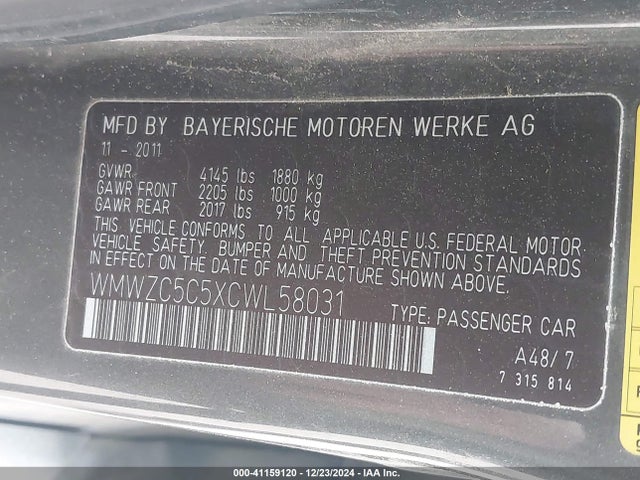 MFD BY BAYERISCHE MOTOREN WERKE AG
11 - 2011
GVWR 4145 lbs 1880 kg
GAWR FRONT 2205 lbs 1000 kg
GAWR REAR 2017 lbs 915 kg
THIS VEHICLE CONFORMS TO ALL APPLICABLE U.S. FEDERAL MOTOR
VEHICLE SAFETY, BUMPER AND THEFT PREVENTION STANDARDS
IN EFFECT ON THE DATE OF MANUFACTURE SHOWN ABOVE.
WMWZC5C5XCWL58031
TYPE: PASSENGER CAR
A48/7
7 315 814
000-41159120 • 12/23/2024 • IAA Inc.